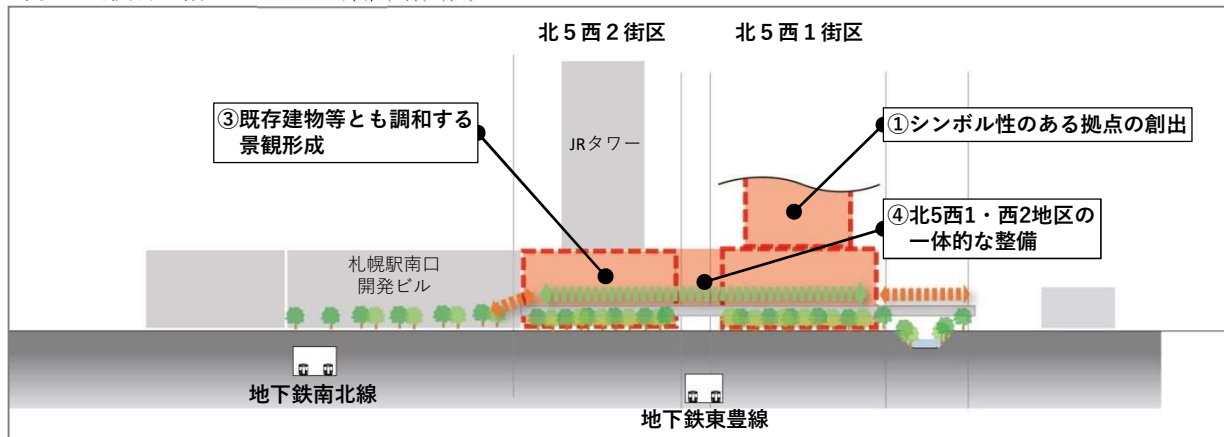 北5西2街区
北5西1街区
③既存建物等とも調和する
景観形成
JRタワー
①シンボル性のある拠点の創出
④北5西1・西2地区の
一体的な整備
札幌駅南口
開発ビル
地下鉄南北線
地下鉄東豊線